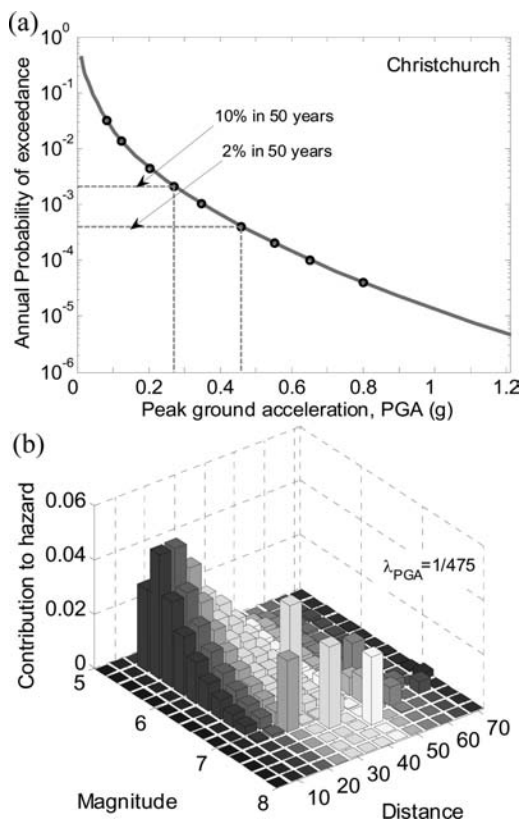 (a)
10^0
Christchurch
10^-1
10% in 50 years
10^-2
2% in 50 years
10^-3
10^-4
10^-5
10^-6
Annual Probability of exceedance
0 0.2 0.4 0.6 0.8 1 1.2
Peak ground acceleration, PGA (g)
(b)
0.06
0.04
λPGA=1/475
0.02
0
Contribution to hazard
5
6
7
8
10
20
30
40
50
60
70
Magnitude
Distance